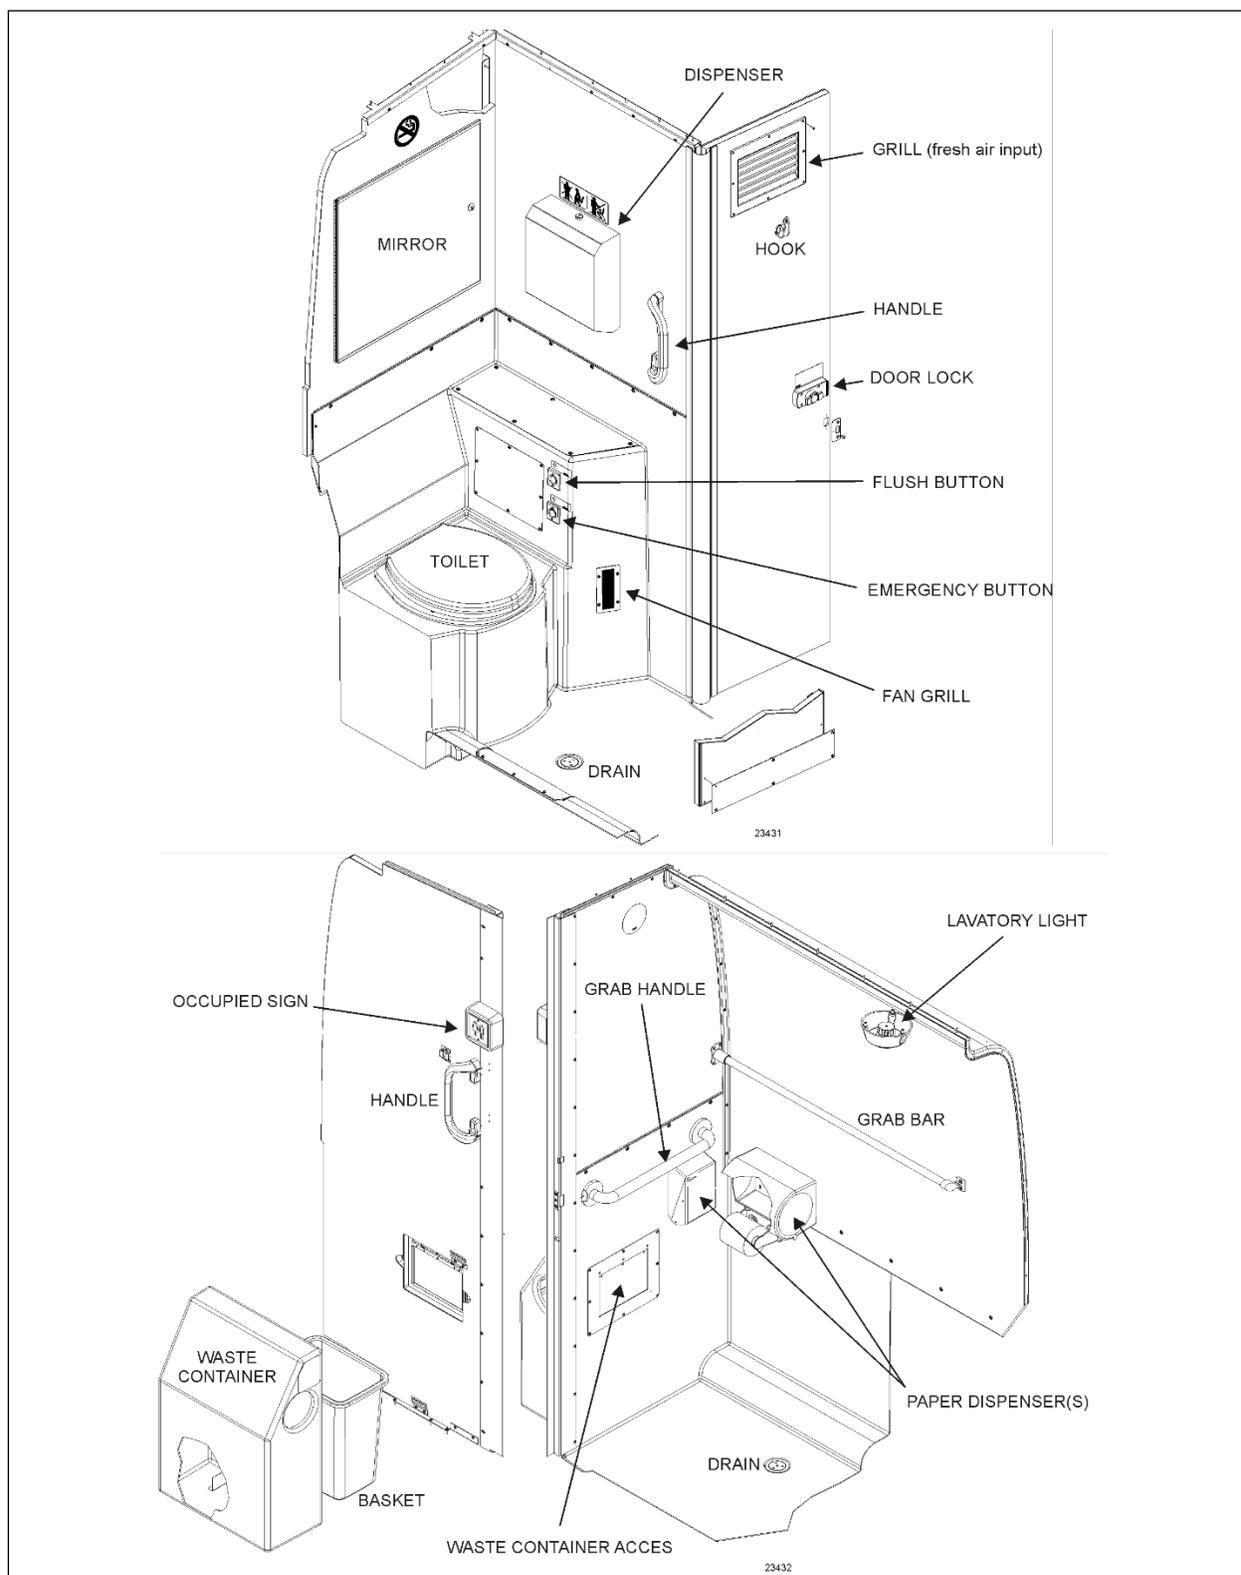 DISPENSER
GRILL (fresh air input)
MIRROR
HOOK
HANDLE
DOOR LOCK
FLUSH BUTTON
TOILET
EMERGENCY BUTTON
FAN GRILL
DRAIN
23431
LAVATORY LIGHT
GRAB HANDLE
OCCUPIED SIGN
HANDLE
GRAB BAR
WASTE
CONTAINER
PAPER DISPENSER(S)
DRAIN
BASKET
WASTE CONTAINER ACCES
23432